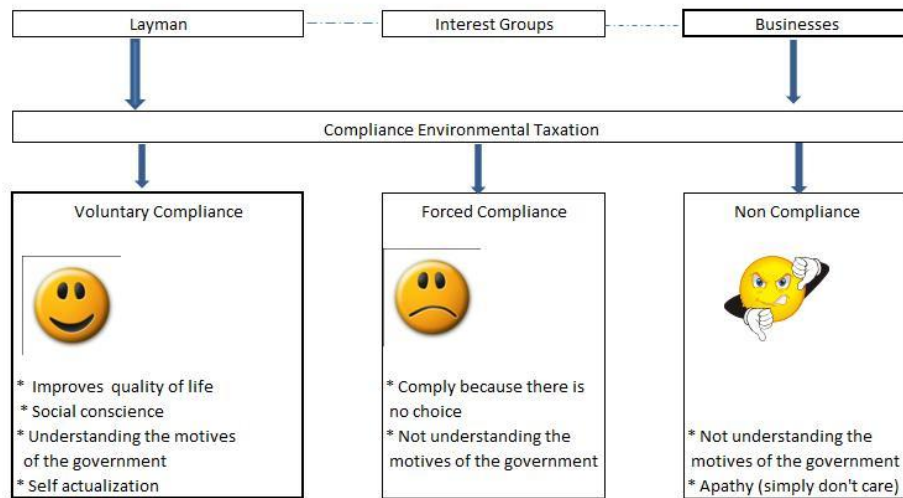 Layman
Interest Groups
Businesses
Compliance Environmental Taxation
Voluntary Compliance
* Improves quality of life
* Social conscience
* Understanding the motives
of the government
* Self actualization
Forced Compliance
* Comply because there is
no choice
* Not understanding the
motives of the government
Non Compliance
* Not understanding the
motives of the government
* Apathy (simply don't care)